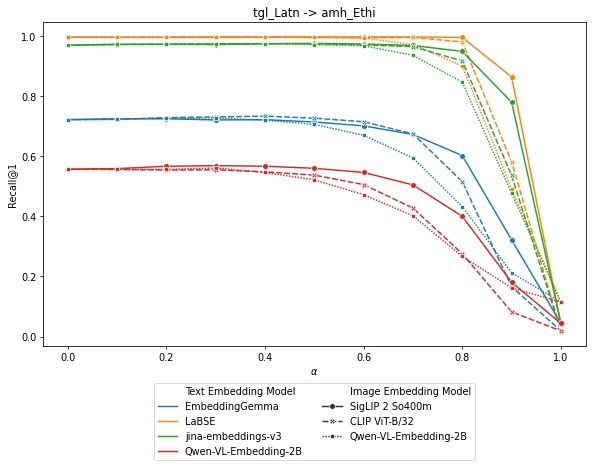 tgl_Latn -> amh_Ethi
Recall@1
1.0
0.8
0.6
0.4
0.2
0.0
0.0 0.2 0.4 0.6 0.8 1.0
α
Text Embedding Model
EmbeddingGemma
LaBSE
jina-embeddings-v3
Qwen-VL-Embedding-2B
Image Embedding Model
SigLIP 2 So400m
CLIP ViT-B/32
Qwen-VL-Embedding-2B